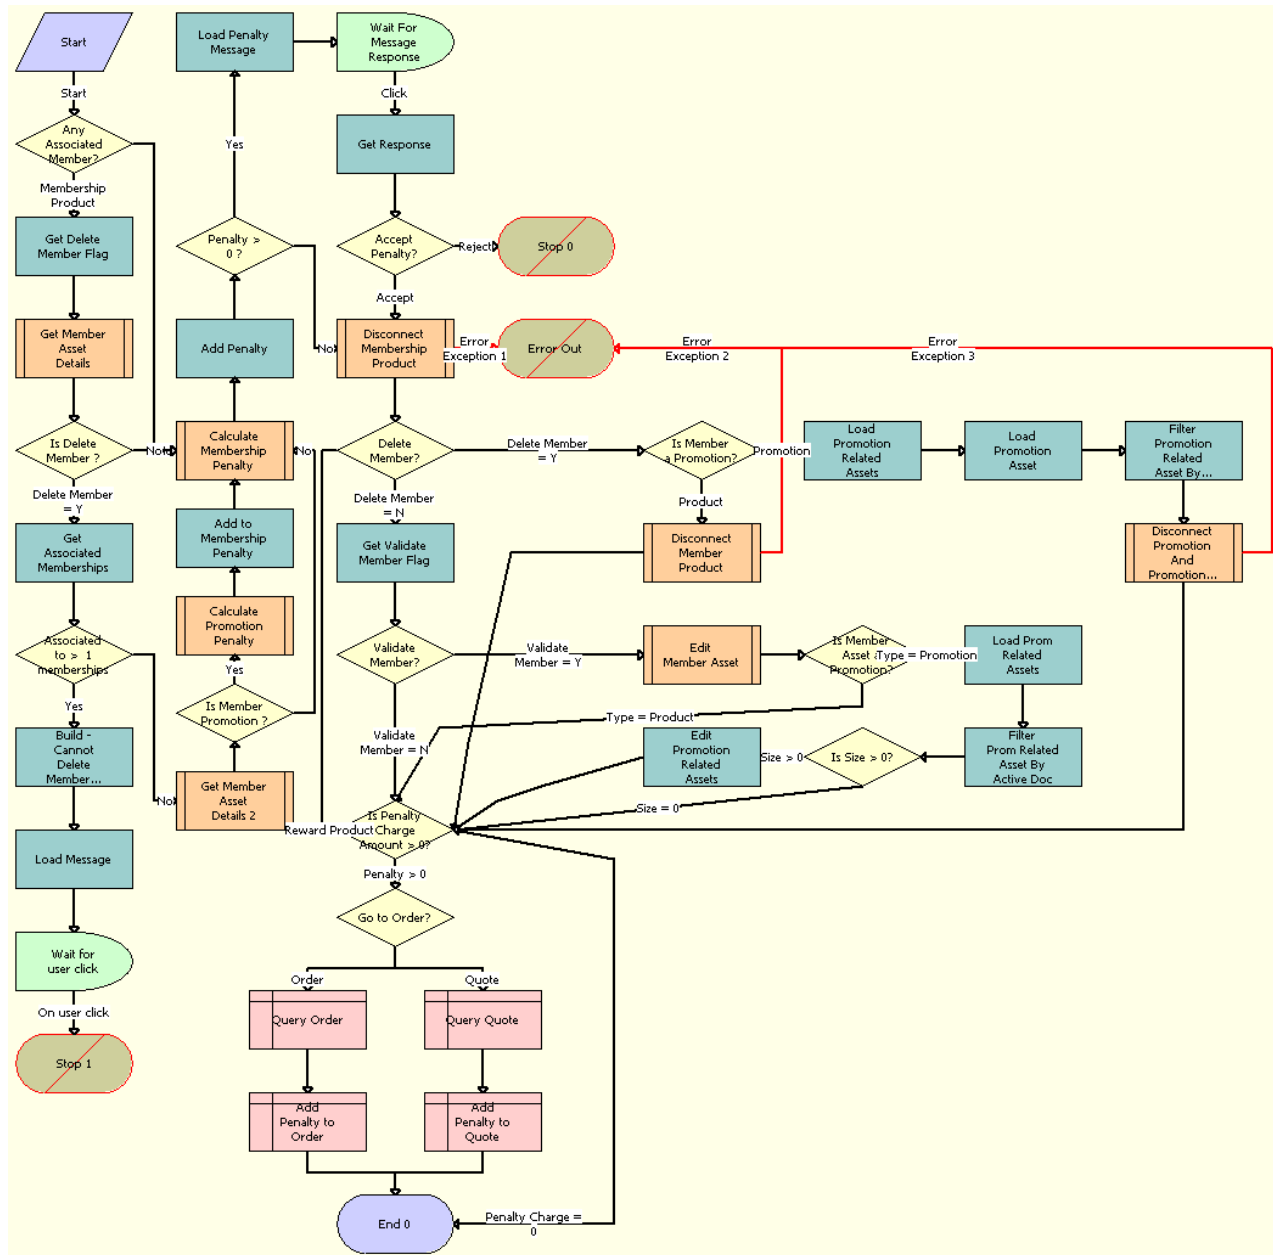 Start
Load Penalty
Message
Wait For
Message
Response
Start
Click
Any
Associated
Member?
Yes
Get Response
Membership
Product
Get Delete
Member Flag
Penalty >
0 ?
Accept
Penalty?
Reject
Stop 0
Accept
Get Member
Asset
Details
Add Penalty
No
Disconnect
Membership
Product
Error
Exception 1
Error Out
Error
Exception 2
Error
Exception 3
Is Delete
Member ?
No
Calculate
Membership
Penalty
No
Delete
Member?
Delete Member
= Y
Is Member
a Promotion?
Promotion
Load
Promotion
Related
Assets
Load
Promotion
Asset
Filter
Promotion
Related
Asset By...
Delete Member
= Y
Delete Member
= N
Product
Get
Associated
Memberships
Add to
Membership
Penalty
Get Validate
Member Flag
Disconnect
Member
Product
Disconnect
Promotion
And
Promotion...
Associated
to > 1
memberships
Calculate
Promotion
Penalty
Validate
Member?
Validate
Member = Y
Edit
Member Asset
Is Member
Asset a
Promotion?
Type = Promotion
Load Prom
Related
Assets
Yes
Yes
Is Member
Promotion ?
Type = Product
Build -
Cannot
Delete
Member...
Validate
Member = N
Edit
Promotion
Related
Assets
Size > 0
Is Size > 0?
Filter
Prom Related
Asset By
Active Doc
No
Get Member
Asset
Details 2
Size = 0
Reward Product
Is Penalty
Charge
Amount > 0?
Load Message
Penalty > 0
Go to Order?
Wait for
user click
Order
Quote
On user click
Query Order
Query Quote
Stop 1
Add
Penalty to
Order
Add
Penalty to
Quote
End 0
Penalty Charge =
0